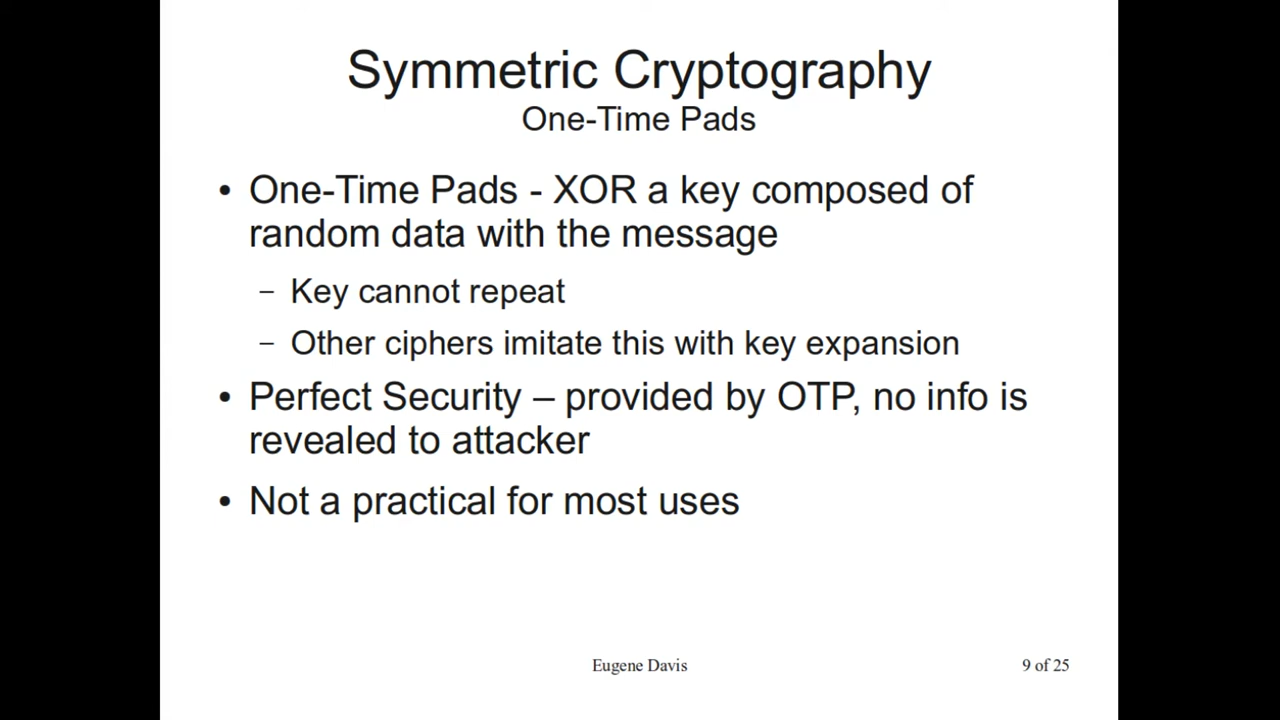 Symmetric Cryptography
One-Time Pads
• One-Time Pads - XOR a key composed of
random data with the message
– Key cannot repeat
– Other ciphers imitate this with key expansion
• Perfect Security – provided by OTP, no info is
revealed to attacker
• Not a practical for most uses
Eugene Davis
9 of 25